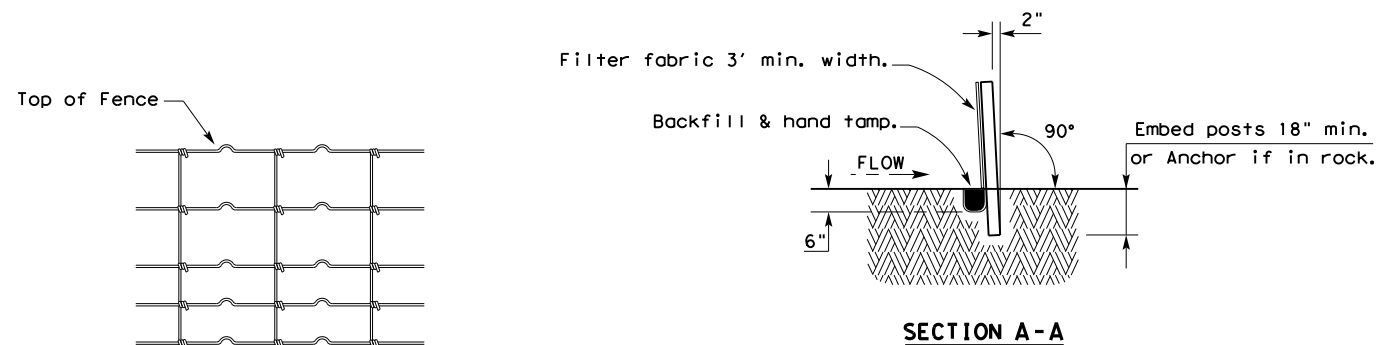 Top of Fence
2"
Filter fabric 3' min. width.
Backfill & hand tamp.
90°
Embed posts 18" min.
or Anchor if in rock.
FLOW
6"
SECTION A-A